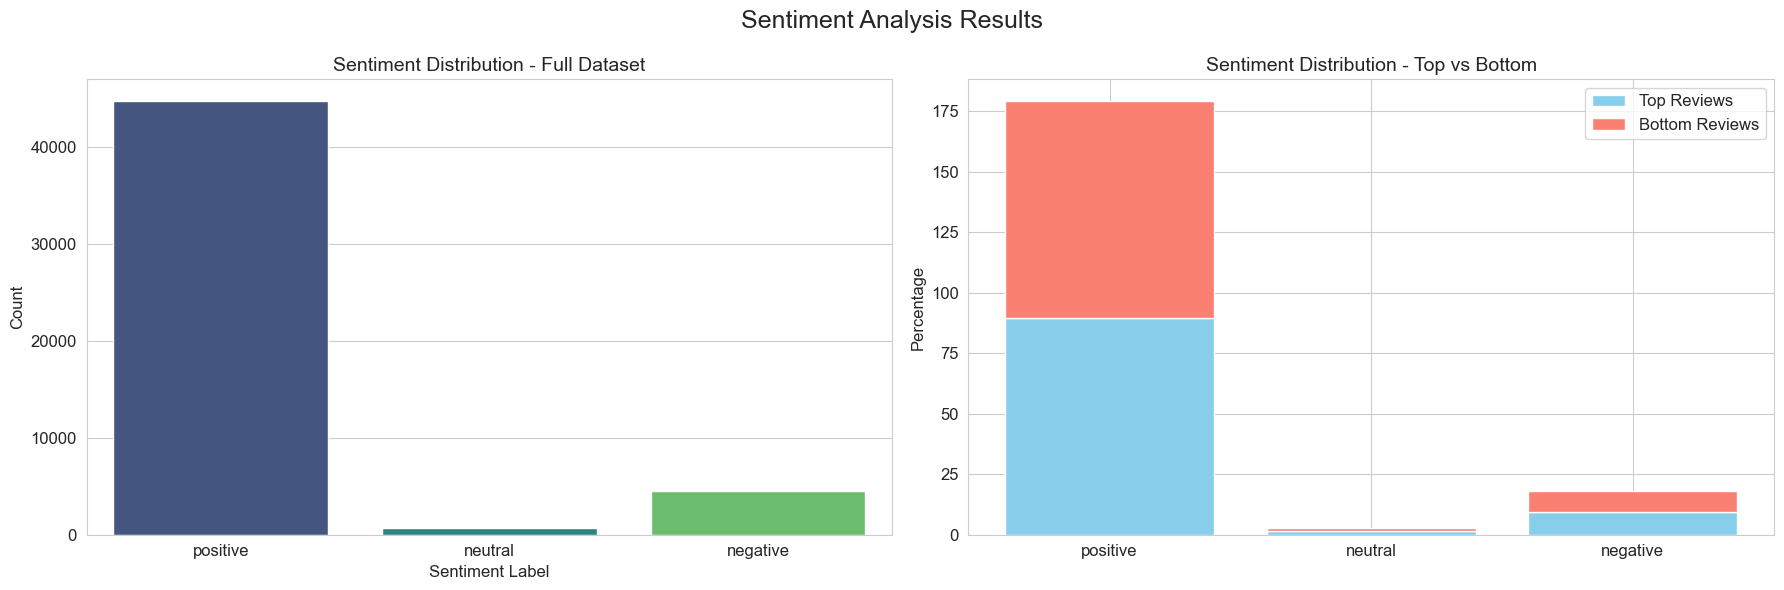 Sentiment Analysis Results
Sentiment Distribution - Full Dataset
Count
40000
30000
20000
10000
0
positive neutral negative
Sentiment Label
Sentiment Distribution - Top vs Bottom
Top Reviews
Bottom Reviews
Percentage
175
150
125
100
75
50
25
0
positive neutral negative